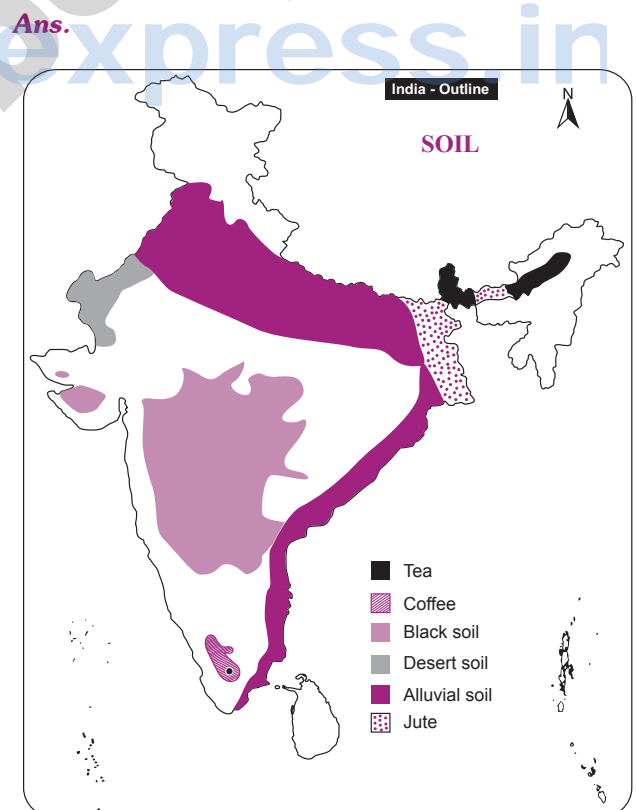 Ans.
express.in
India - Outline
N
SOIL
Tea
Coffee
Black soil
Desert soil
Alluvial soil
Jute